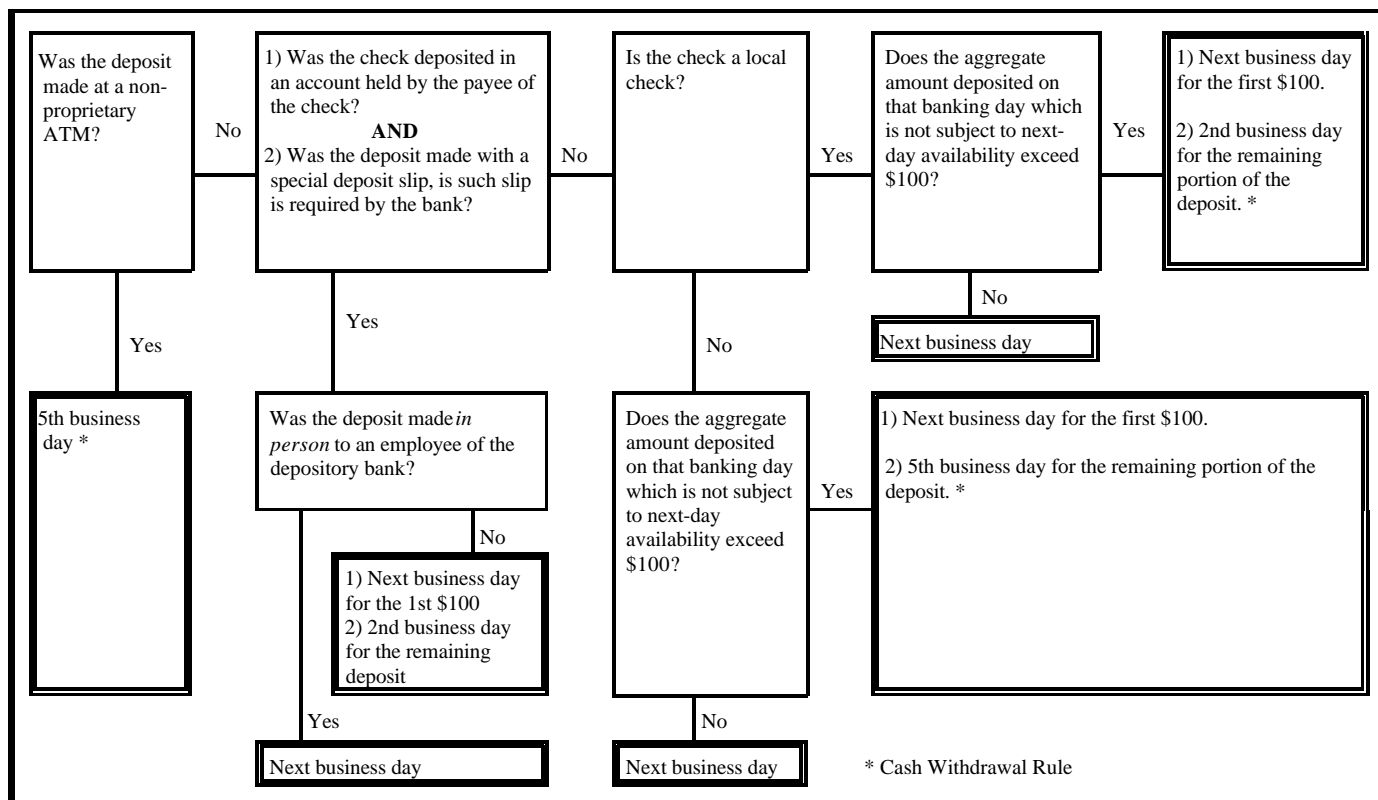 Was the deposit
made at a non-
proprietary
ATM?
No
1) Was the check deposited in
an account held by the payee of
the check?
AND
2) Was the deposit made with a
special deposit slip, is such slip
is required by the bank?
No
Is the check a local
check?
Yes
Does the aggregate
amount deposited on
that banking day which
is not subject to next-
day availability exceed
$100?
Yes
1) Next business day
for the first $100.
2) 2nd business day
for the remaining
portion of the
deposit. *
No
Next business day
Yes
5th business
day *
Yes
Was the deposit made in
person to an employee of the
depository bank?
No
1) Next business day
for the 1st $100
2) 2nd business day
for the remaining
deposit
Yes
Next business day
No
Does the aggregate
amount deposited
on that banking day
which is not subject
to next-day
availability exceed
$100?
Yes
1) Next business day for the first $100.
2) 5th business day for the remaining portion of the
deposit. *
No
Next business day
* Cash Withdrawal Rule